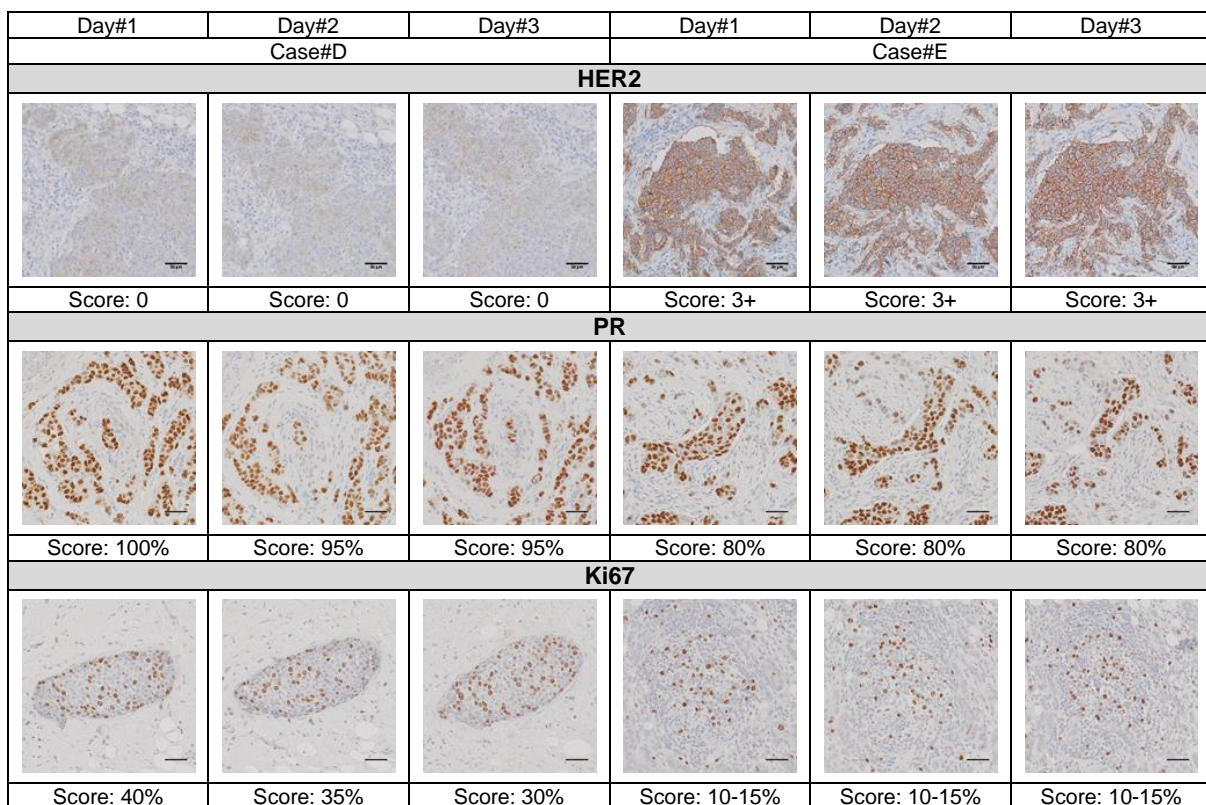 Day#1 Day#2 Day#3 Day#1 Day#2 Day#3
Case#D Case#E
HER2
Score: 0 Score: 0 Score: 0 Score: 3+ Score: 3+ Score: 3+
PR
Score: 100% Score: 95% Score: 95% Score: 80% Score: 80% Score: 80%
Ki67
Score: 40% Score: 35% Score: 30% Score: 10-15% Score: 10-15% Score: 10-15%